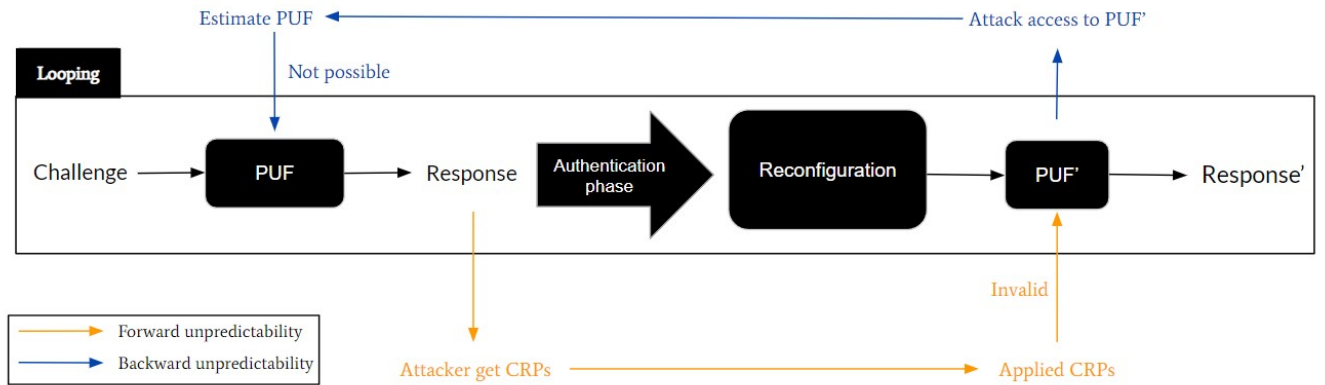 Estimate PUF
Attack access to PUF'
Looping
Not possible
Challenge
PUF
Response
Authentication
phase
Reconfiguration
PUF'
Response'
Invalid
Forward unpredictability
Backward unpredictability
Attacker get CRPs
Applied CRPs